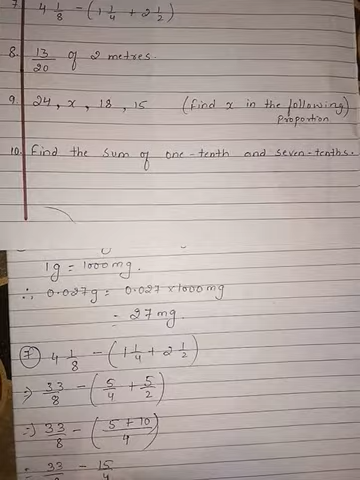 7. 4 1/8 - (1 1/4 + 2 1/2)
8. 13/20 of 2 metres.
9. 24, x, 18, 15 (find x in the following)
Proportion
10. Find the sum of one-tenth and seven-tenths.
1g = 1000mg.
∴ 0.027g = 0.027 × 1000mg
= 27mg.
(7) 4 1/8 - (1 1/4 + 2 1/2)
⇒ 33/8 - (5/4 + 5/2)
⇒ 33/8 - (5+10/4)
= 33/8 - 15/4